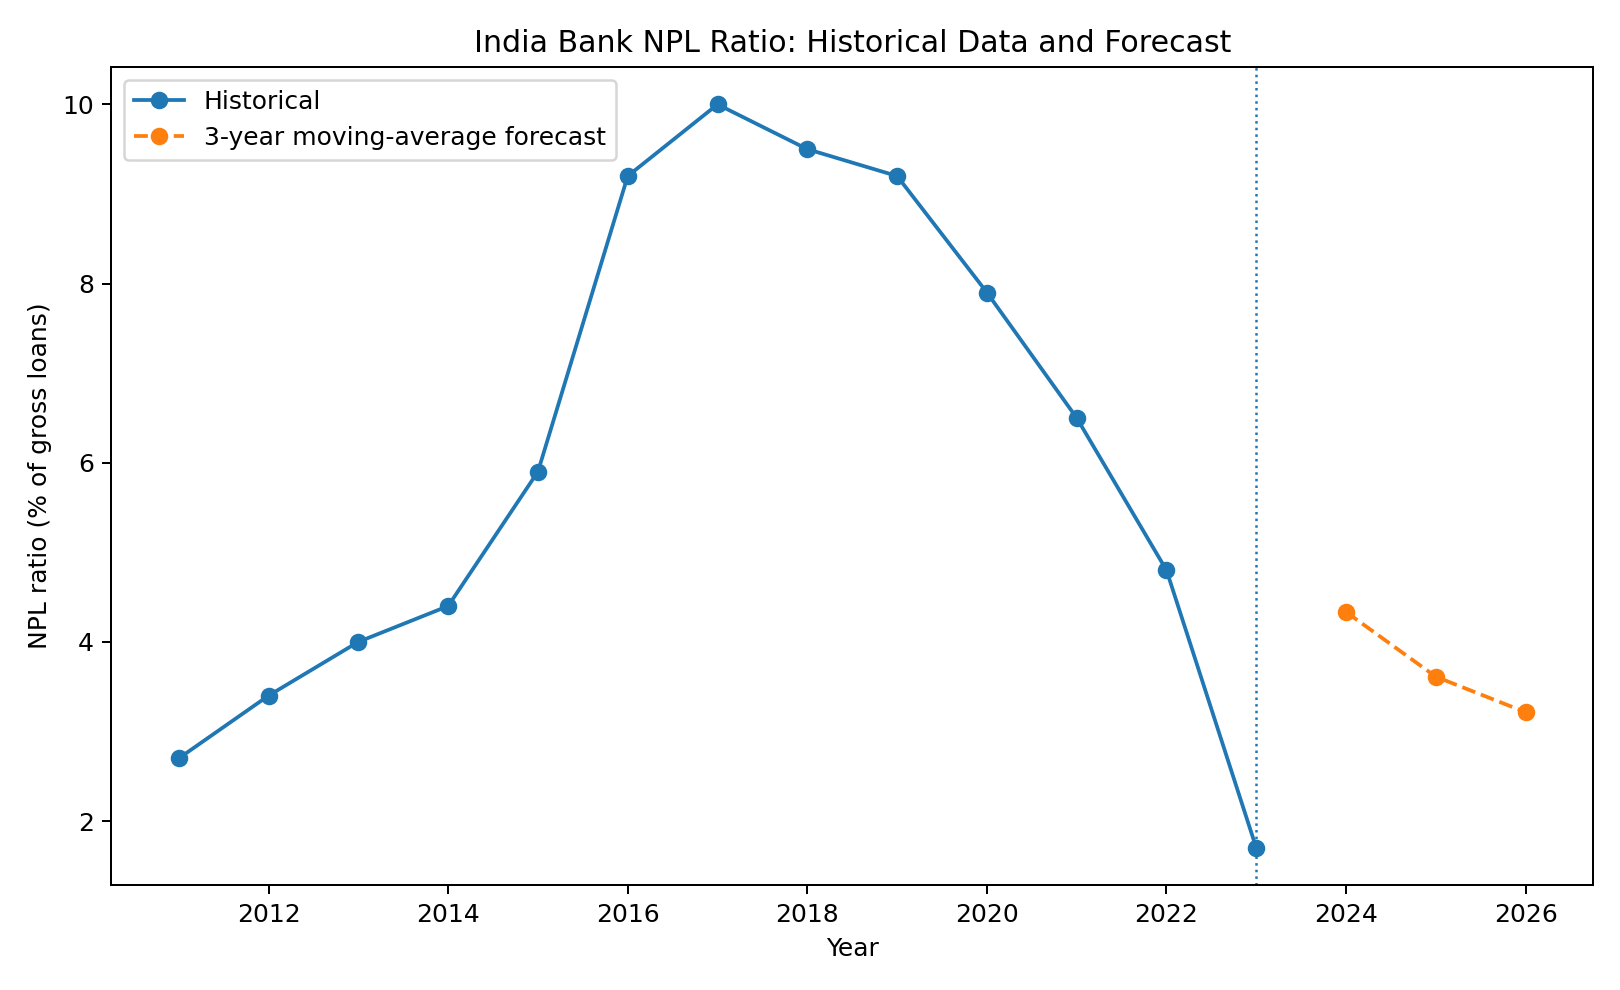 India Bank NPL Ratio: Historical Data and Forecast
Historical
3-year moving-average forecast
NPL ratio (% of gross loans)
10
8
6
4
2
2012
2014
2016
2018
2020
2022
2024
2026
Year